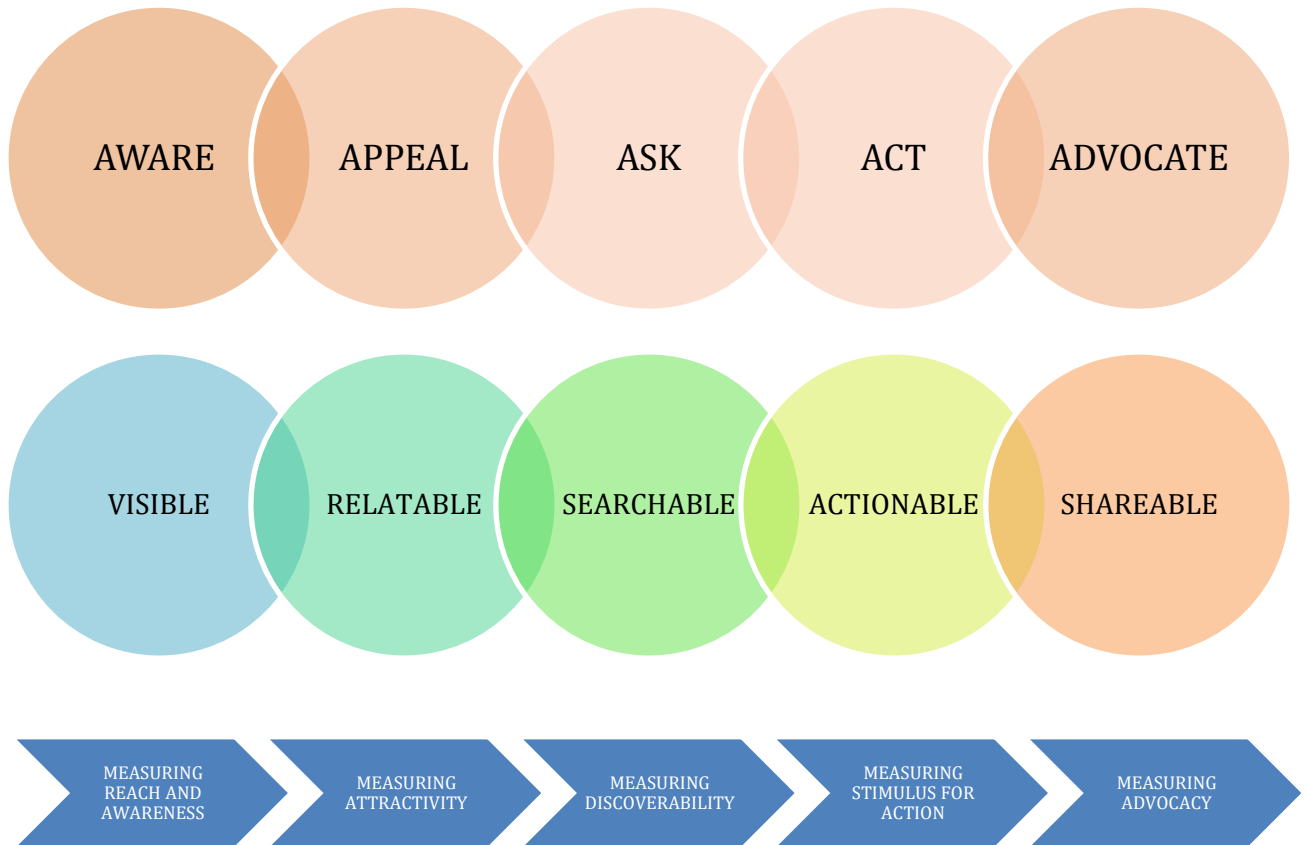 AWARE
APPEAL
ASK
ACT
ADVOCATE
VISIBLE
RELATABLE
SEARCHABLE
ACTIONABLE
SHAREABLE
MEASURING
REACH AND
AWARENESS
MEASURING
ATTRACTIVITY
MEASURING
DISCOVERABILITY
MEASURING
STIMULUS FOR
ACTION
MEASURING
ADVOCACY